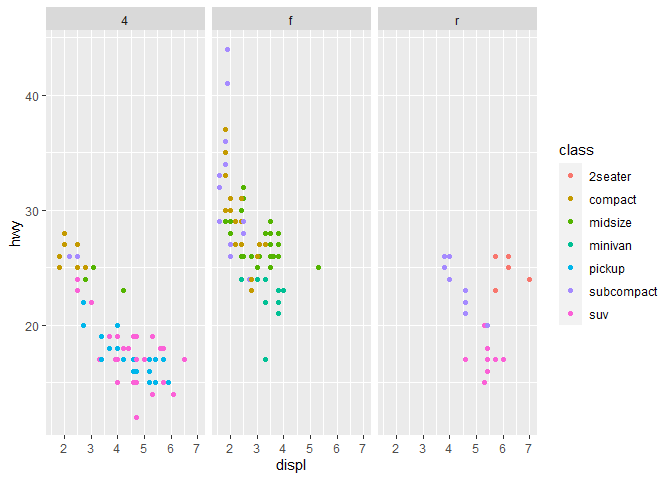 4 f r
40
30
20
hwy
2 3 4 5 6 7 2 3 4 5 6 7 2 3 4 5 6 7
displ
class
2seater
compact
midsize
minivan
pickup
subcompact
suv